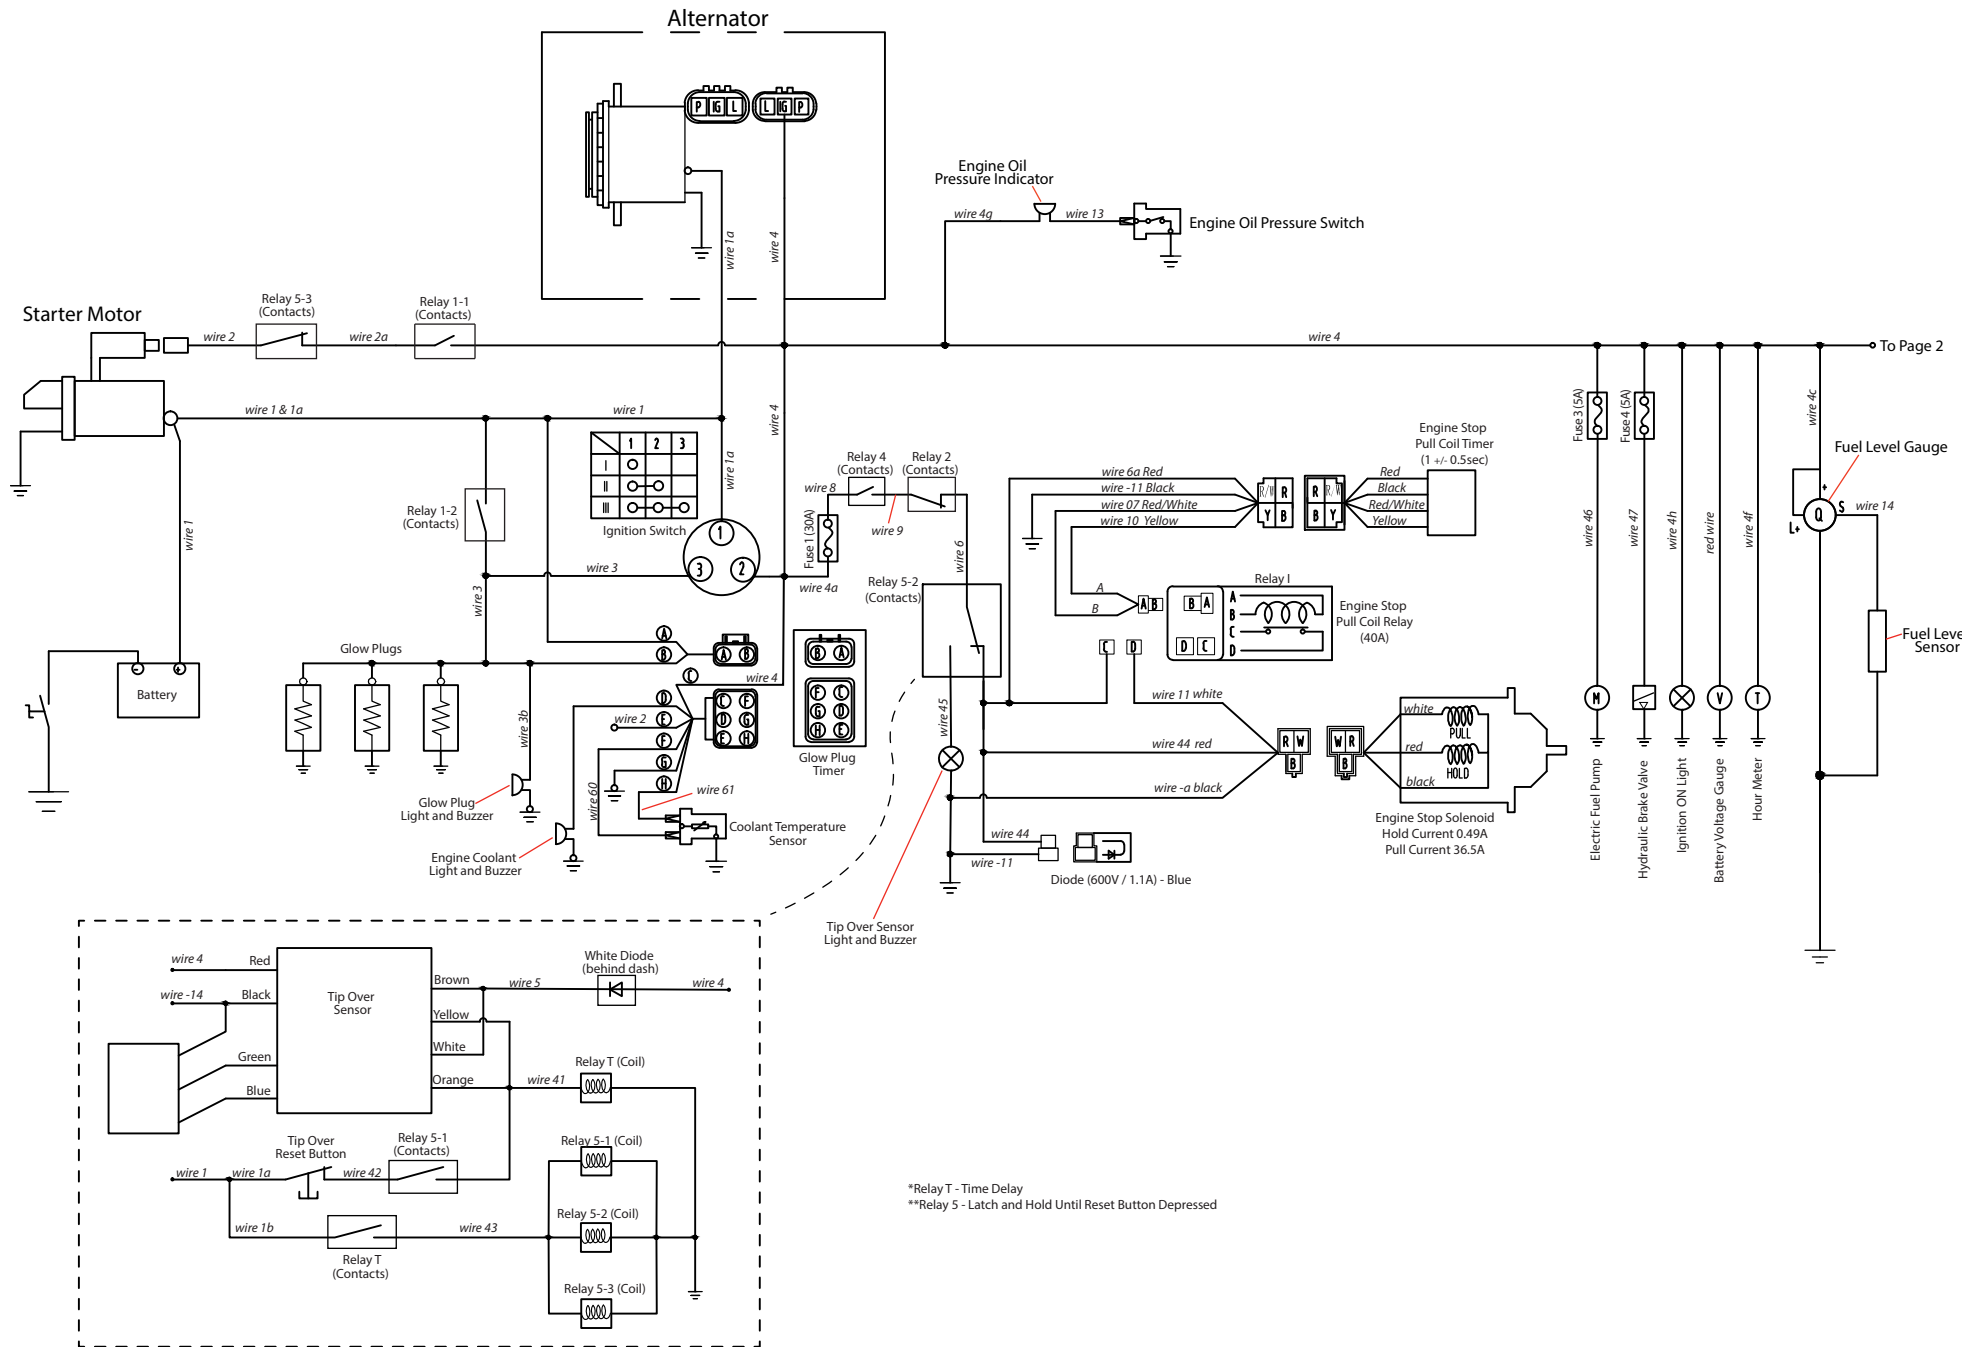 Alternator
P IG L
L IG P
wire 1a
wire 4
Engine Oil
Pressure Indicator
wire 4g
wire 13
Engine Oil Pressure Switch
Starter Motor
Relay 5-3
(Contacts)
Relay 1-1
(Contacts)
wire 2
wire 2a
wire 4
To Page 2
wire 1 & 1a
wire 1
wire 1
wire 4
wire 1a
1 2 3
I
II
III
Ignition Switch
1
3
2
Relay 1-2
(Contacts)
wire 3
wire 3
Relay 4
(Contacts)
Relay 2
(Contacts)
wire 8
wire 9
Fuse 1 (30A)
wire 4a
wire 6
Relay 5-2
(Contacts)
wire 6a Red
wire -11 Black
wire 07 Red/White
wire 10 Yellow
R/W R
Y B
R R/W
B Y
Red
Black
Red/White
Yellow
Engine Stop
Pull Coil Timer
(1 +/- 0.5sec)
Fuse 3 (5A)
Fuse 4 (5A)
wire 46
wire 47
wire 4h
red wire
wire 4f
wire 4c
Fuel Level Gauge
+
Q
S
L+
wire 14
Fuel Leve
Sensor
A
B
A B
B A
D C
A
B
C
D
Relay I
Engine Stop
Pull Coil Relay
(40A)
C
D
wire 11 white
wire 44 red
wire -a black
R W
B
W R
B
white
red
black
PULL
HOLD
Engine Stop Solenoid
Hold Current 0.49A
Pull Current 36.5A
M
V
T
Electric Fuel Pump
Hydraulic Brake Valve
Ignition ON Light
Battery Voltage Gauge
Hour Meter
Battery
-
+
Glow Plugs
wire 3b
Glow Plug
Light and Buzzer
Engine Coolant
Light and Buzzer
A
B
C
D
E
F
G
H
wire 2
wire 4
wire 60
wire 61
A B
C F
D G
E H
B A
F C
G D
H E
Glow Plug
Timer
Coolant Temperature
Sensor
wire 45
wire 44
wire -11
Diode (600V / 1.1A) - Blue
Tip Over Sensor
Light and Buzzer
wire 4
Red
wire -14
Black
Green
Blue
Tip Over
Sensor
Brown
Yellow
White
Orange
wire 5
White Diode
(behind dash)
wire 4
wire 41
Relay T (Coil)
Tip Over
Reset Button
Relay 5-1
(Contacts)
wire 1
wire 1a
wire 42
wire 1b
Relay T
(Contacts)
wire 43
Relay 5-1 (Coil)
Relay 5-2 (Coil)
Relay 5-3 (Coil)
*Relay T - Time Delay
**Relay 5 - Latch and Hold Until Reset Button Depressed